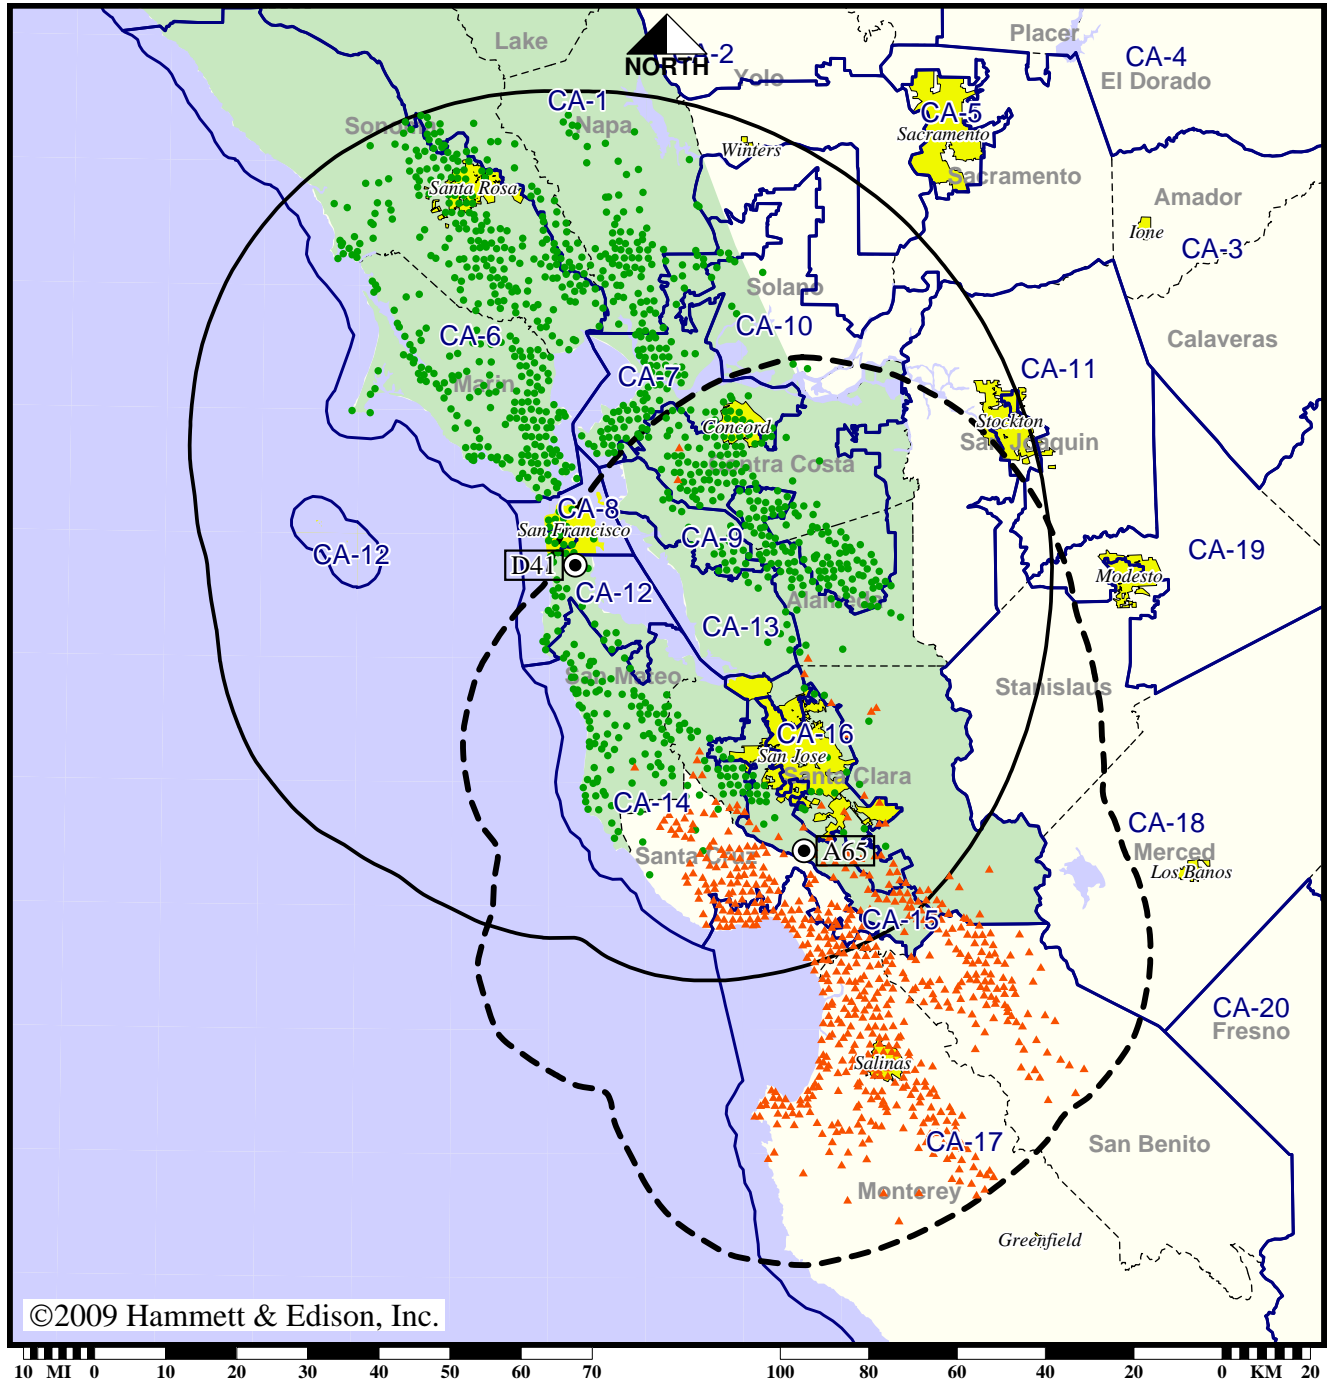 Lake
Placer
CA-2
NORTH
Yolo
CA-4
El Dorado
CA-1
Sonoma
Napa
CA-5
Sacramento
Winters
Sacramento
Santa Rosa
Amador
Ione
CA-3
Solano
CA-10
CA-6
Calaveras
CA-11
CA-7
Marin
Stockton
San Joaquin
Concord
Contra Costa
CA-8
San Francisco
CA-9
CA-12
CA-19
D41
Modesto
CA-12
Alameda
CA-13
San Mateo
Stanislaus
CA-16
San Jose
Santa Clara
CA-14
CA-18
Santa Cruz
A65
Merced
Los Banos
CA-15
CA-20
Fresno
Salinas
CA-17
San Benito
Monterey
Greenfield
©2009 Hammett & Edison, Inc.
10 MI 0 10 20 30 40 50 60 70 100 80 60 40 20 0 KM 20